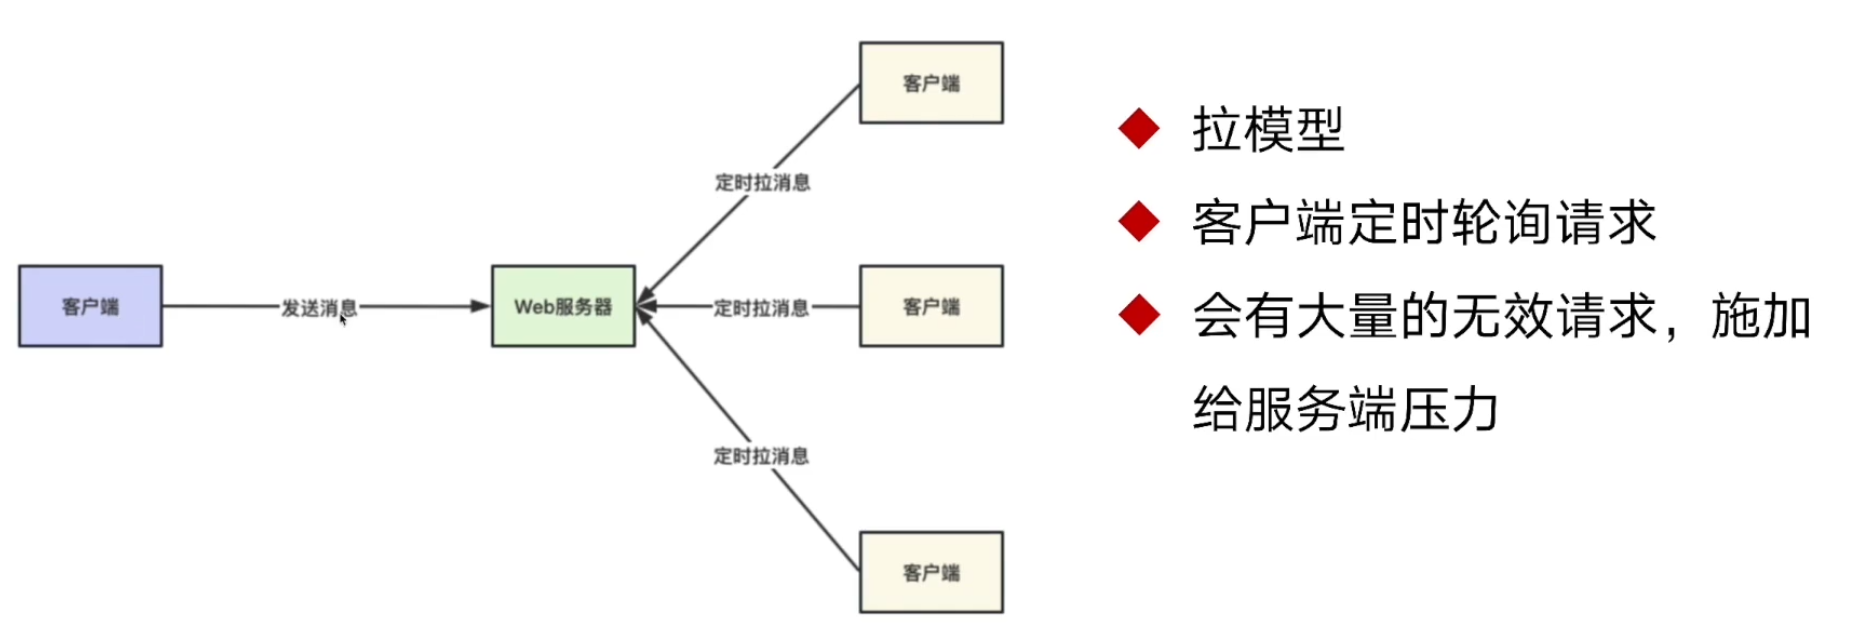 客户端
定时拉消息
客户端
发送消息
Web服务器
定时拉消息
客户端
定时拉消息
客户端
拉模型
客户端定时轮询请求
会有大量的无效请求，施加
给服务端压力